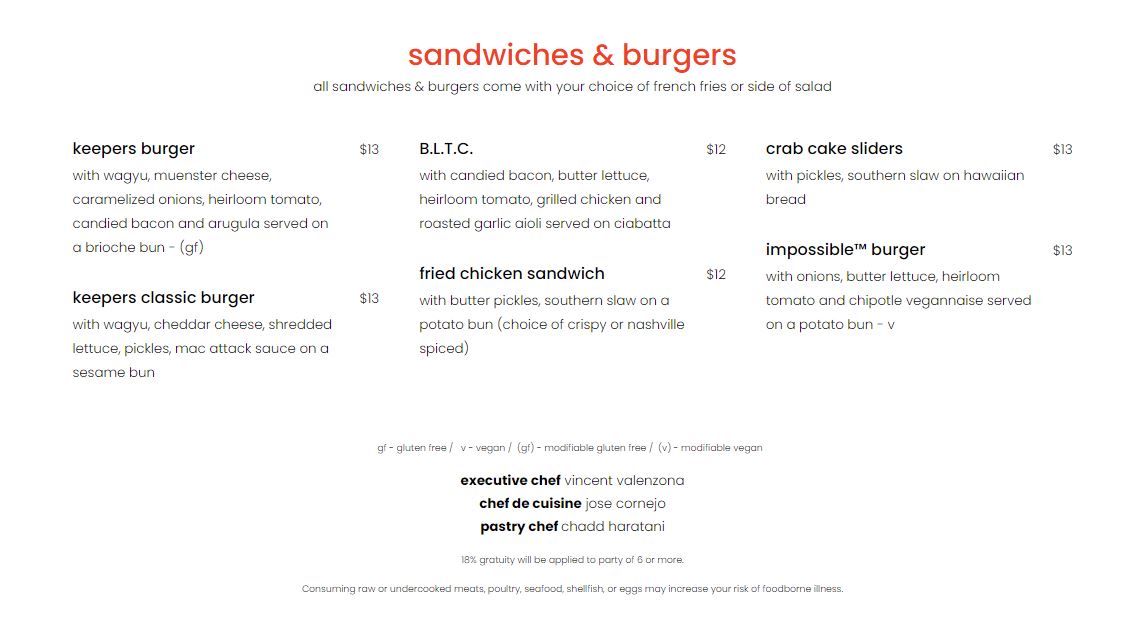 sandwiches & burgers
all sandwiches & burgers come with your choice of french fries or side of salad
keepers burger $13
with wagyu, muenster cheese,
caramelized onions, heirloom tomato,
candied bacon and arugula served on
a brioche bun - (gf)
keepers classic burger $13
with wagyu, cheddar cheese, shredded
lettuce, pickles, mac attack sauce on a
sesame bun
B.L.T.C. $12
with candied bacon, butter lettuce,
heirloom tomato, grilled chicken and
roasted garlic aioli served on ciabatta
fried chicken sandwich $12
with butter pickles, southern slaw on a
potato bun (choice of crispy or nashville
spiced)
crab cake sliders $13
with pickles, southern slaw on hawaiian
bread
impossible™ burger $13
with onions, butter lettuce, heirloom
tomato and chipotle vegannaise served
on a potato bun - v
gf - gluten free / v - vegan / (gf) - modifiable gluten free / (v) - modifiable vegan
executive chef vincent valenzona
chef de cuisine jose cornejo
pastry chef chadd haratani
18% gratuity will be applied to party of 6 or more.
Consuming raw or undercooked meats, poultry, seafood, shellfish, or eggs may increase your risk of foodborne illness.